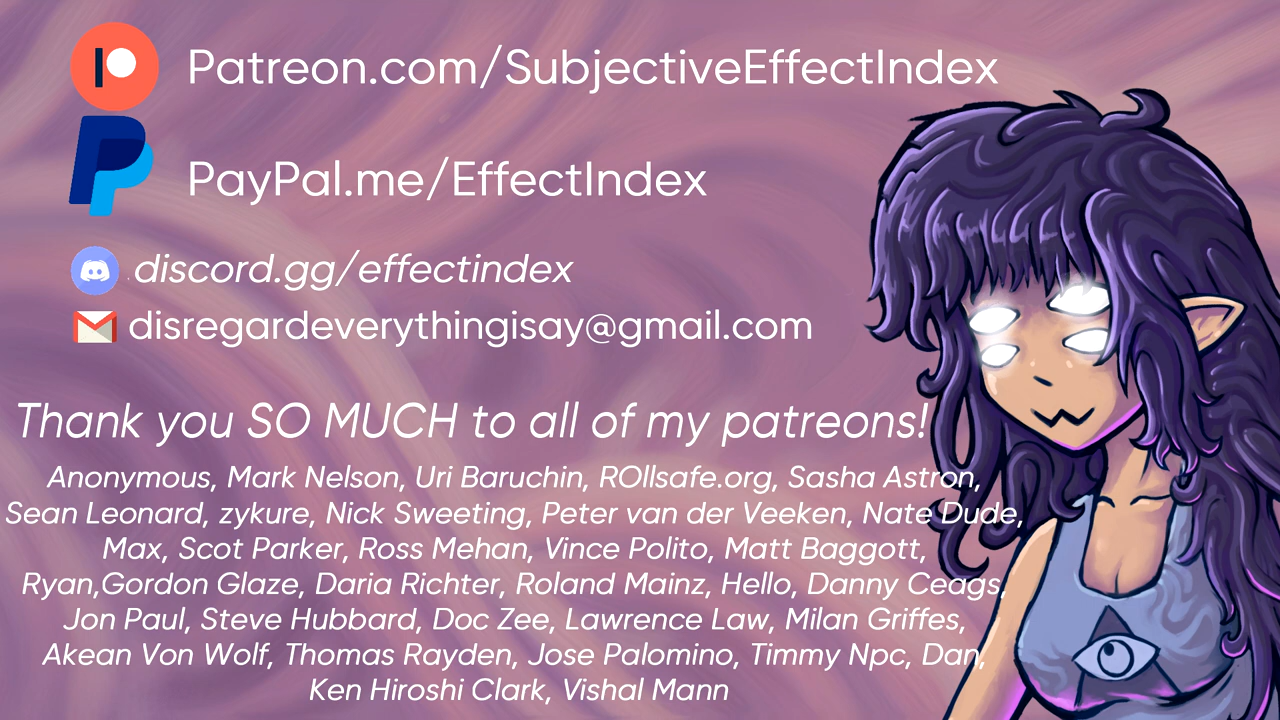 Patreon.com/SubjectiveEffectIndex
PayPal.me/EffectIndex
discord.gg/effectindex
disregardeverythingisay@gmail.com
Thank you SO MUCH to all of my patreons!
Anonymous, Mark Nelson, Uri Baruchin, ROllsafe.org, Sasha Astron,
Sean Leonard, zykure, Nick Sweeting, Peter van der Veeken, Nate Dude,
Max, Scot Parker, Ross Mehan, Vince Polito, Matt Baggott,
Ryan,Gordon Glaze, Daria Richter, Roland Mainz, Hello, Danny Ceags,
Jon Paul, Steve Hubbard, Doc Zee, Lawrence Law, Milan Griffes,
Akean Von Wolf, Thomas Rayden, Jose Palomino, Timmy Npc, Dan,
Ken Hiroshi Clark, Vishal Mann